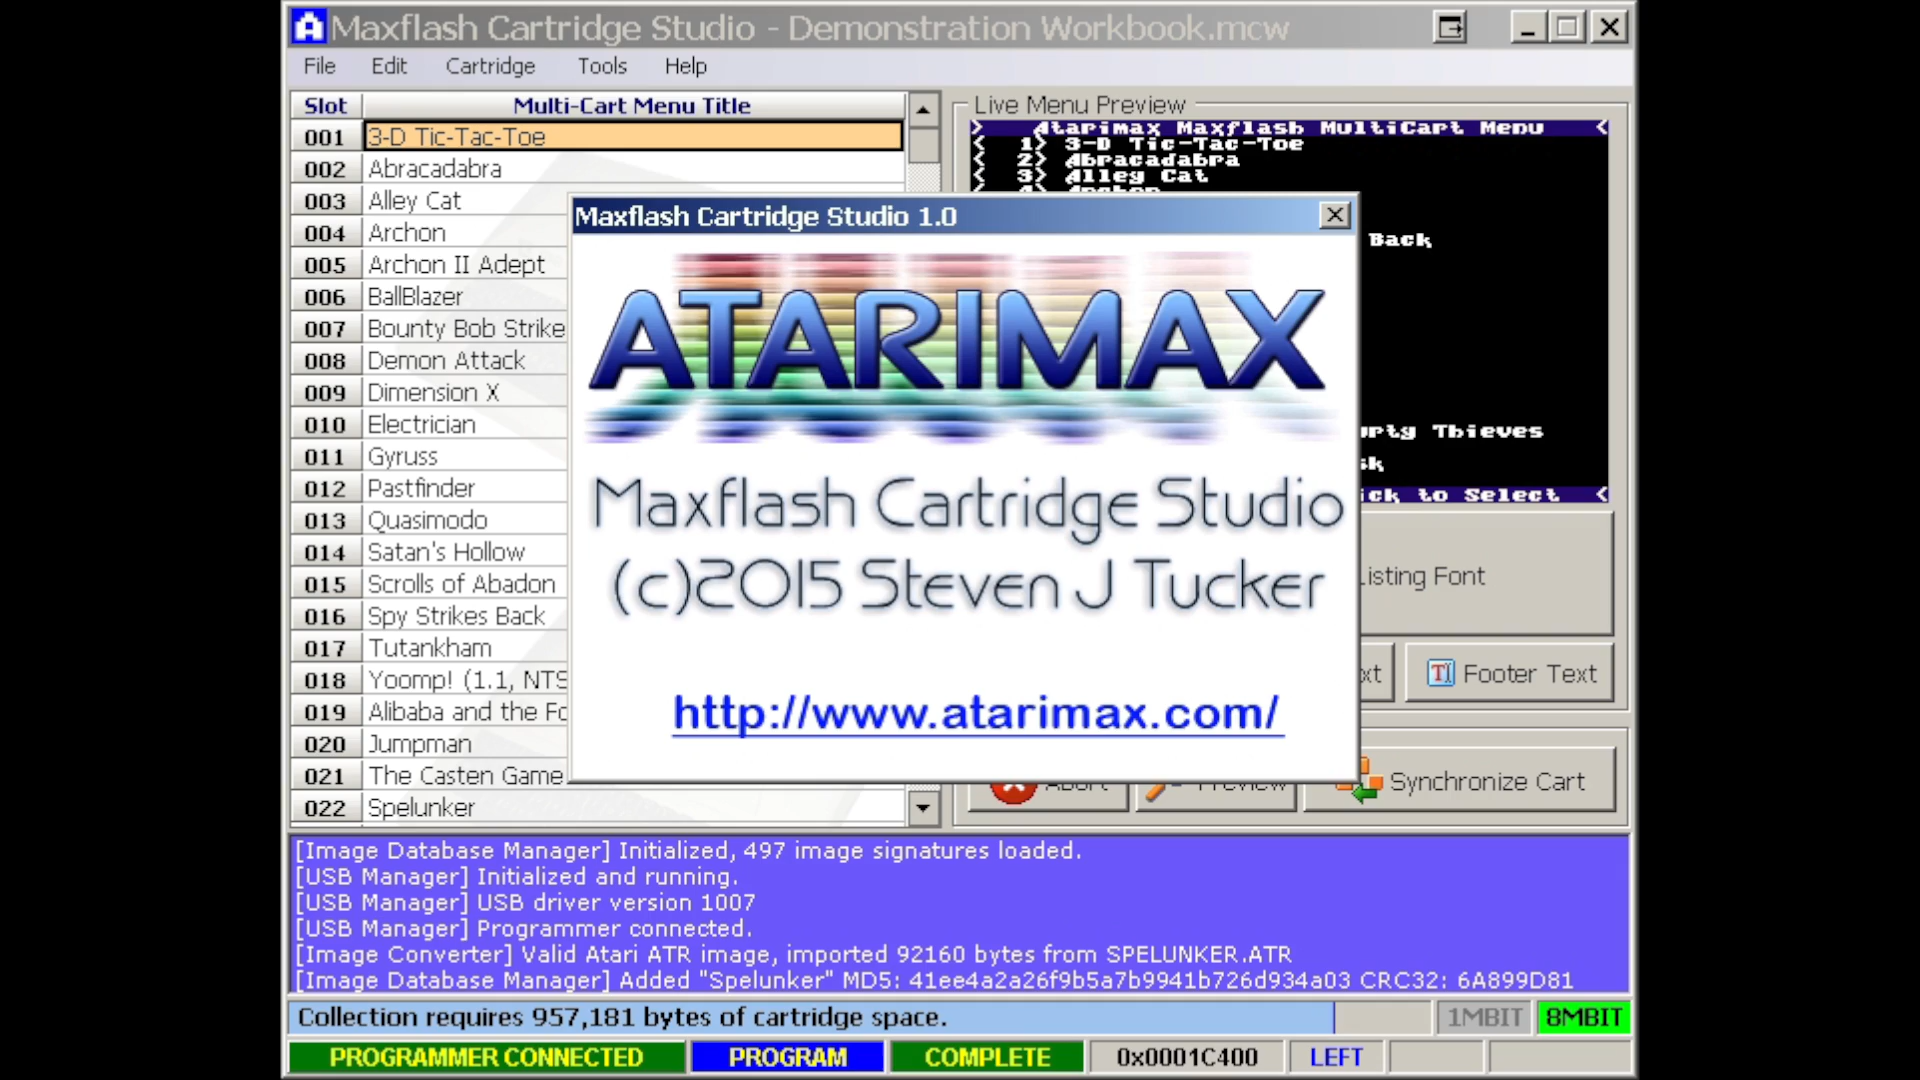 Maxflash Cartridge Studio - Demonstration Workbook.mcw
File Edit Cartridge Tools Help
Slot Multi-Cart Menu Title
001 3-D Tic-Tac-Toe
002 Abracadabra
003 Alley Cat
004 Archon
005 Archon II Adept
006 BallBlazer
007 Bounty Bob Strike
008 Demon Attack
009 Dimension X
010 Electrician
011 Gyruss
012 Pastfinder
013 Quasimodo
014 Satan's Hollow
015 Scrolls of Abadon
016 Spy Strikes Back
017 Tutankham
018 Yoomp! (1.1, NTS
019 Alibaba and the Fo
020 Jumpman
021 The Casten Game
022 Spelunker
Live Menu Preview
Atarimax Maxflash MultiCart Menu
1> 3-D Tic-Tac-Toe
2> Abracadabra
3> Alley Cat
4> Archon
Back
Thieves
to Select
Maxflash Cartridge Studio 1.0
ATARIMAX
Maxflash Cartridge Studio
(c)2015 Steven J Tucker
http://www.atarimax.com/
Listing Font
Footer Text
Abort Preview Synchronize Cart
[Image Database Manager] Initialized, 497 image signatures loaded.
[USB Manager] Initialized and running.
[USB Manager] USB driver version 1007
[USB Manager] Programmer connected.
[Image Converter] Valid Atari ATR image, imported 92160 bytes from SPELUNKER.ATR
[Image Database Manager] Added "Spelunker" MD5: 41ee4a2a26f9b5a7b9941b726d934a03 CRC32: 6A899D81
Collection requires 957,181 bytes of cartridge space. 1MBIT 8MBIT
PROGRAMMER CONNECTED PROGRAM COMPLETE 0x0001C400 LEFT